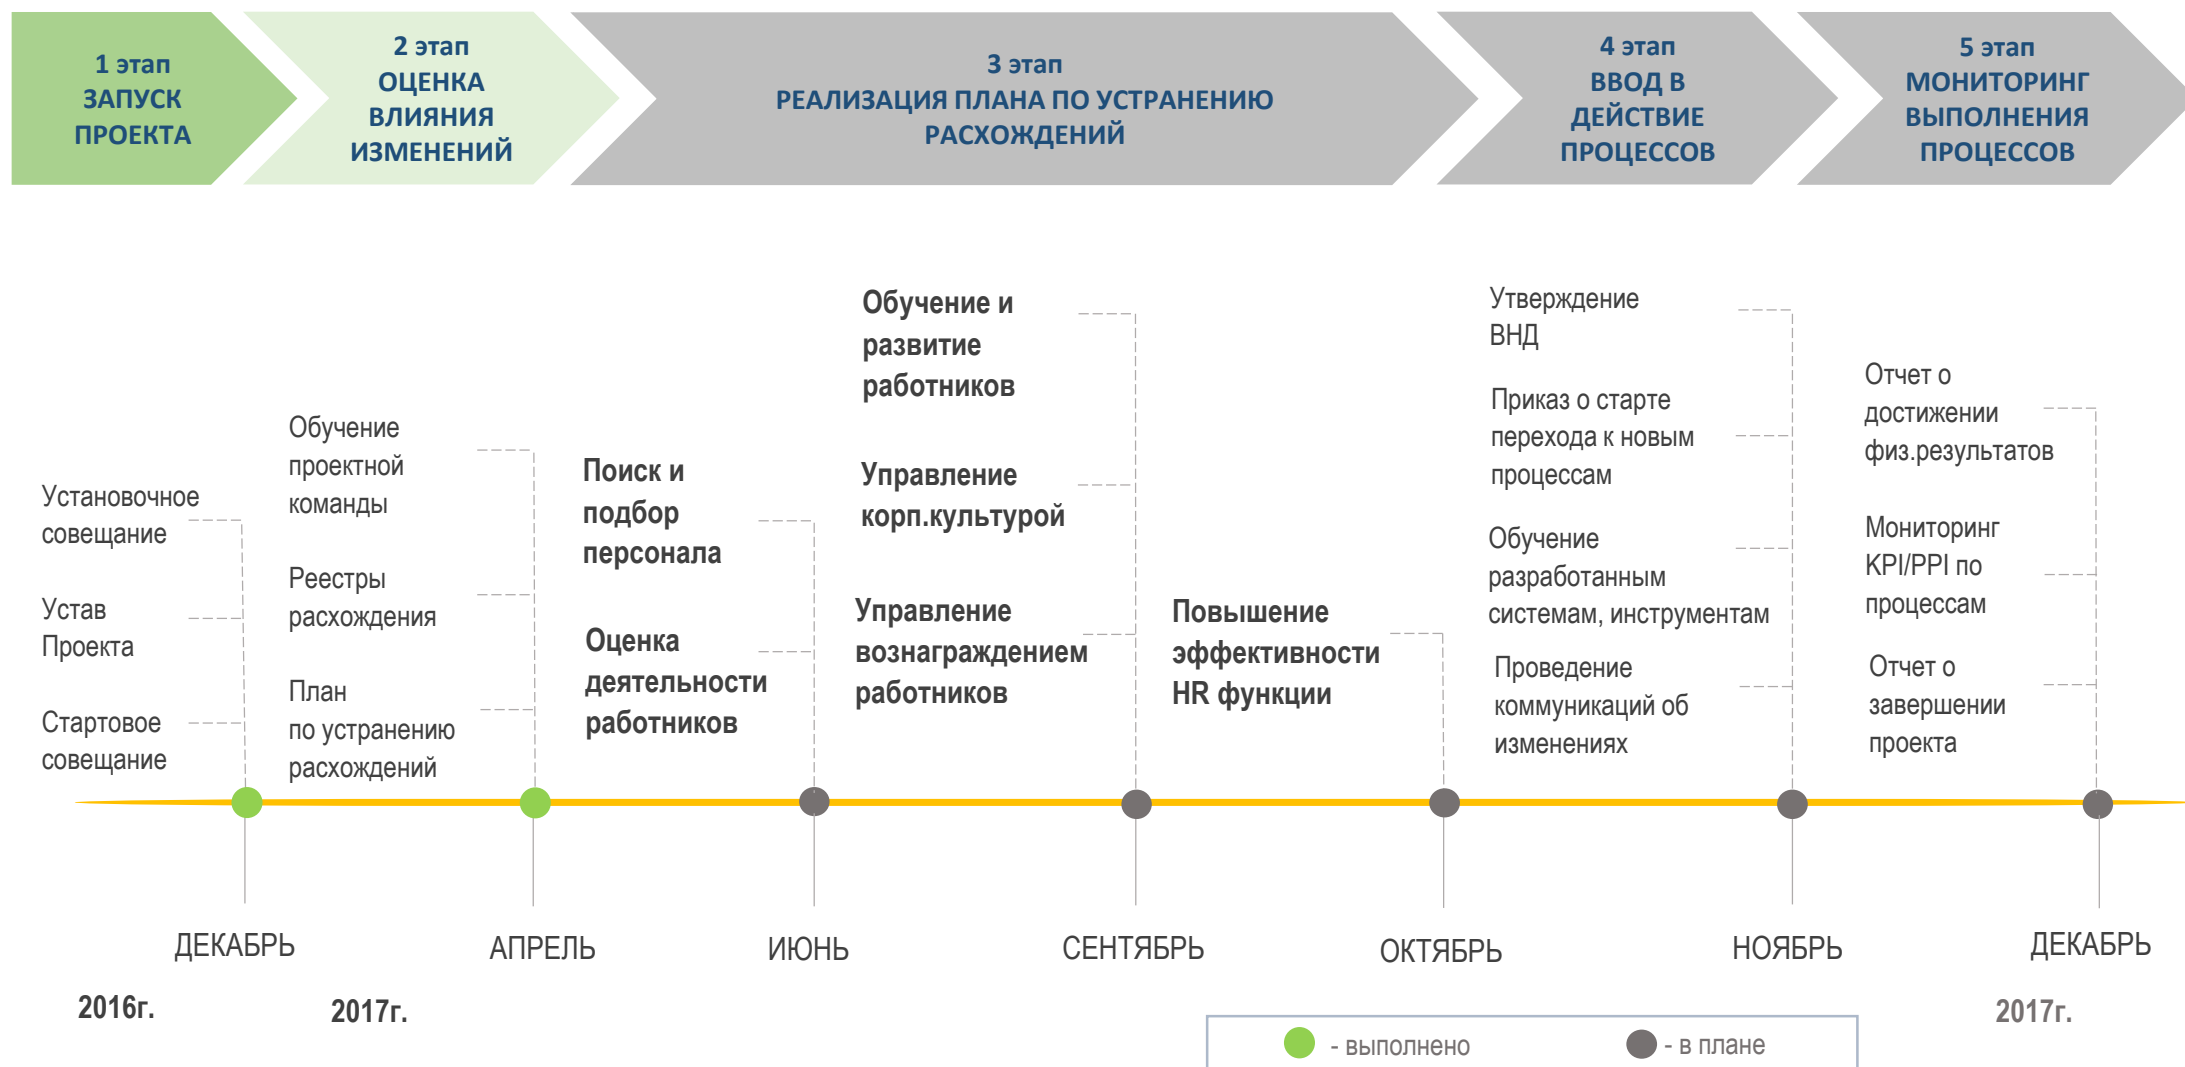 1 этап
ЗАПУСК
ПРОЕКТА
2 этап
ОЦЕНКА
ВЛИЯНИЯ
ИЗМЕНЕНИЙ
3 этап
РЕАЛИЗАЦИЯ ПЛАНА ПО УСТРАНЕНИЮ
РАСХОЖДЕНИЙ
4 этап
ВВОД В
ДЕЙСТВИЕ
ПРОЦЕССОВ
5 этап
МОНИТОРИНГ
ВЫПОЛНЕНИЯ
ПРОЦЕССОВ
Установочное
совещание
Устав
Проекта
Стартовое
совещание
Обучение
проектной
команды
Реестры
расхождения
План
по устранению
расхождений
Поиск и
подбор
персонала
Оценка
деятельности
работников
Обучение и
развитие
работников
Управление
корп.культурой
Управление
вознаграждением
работников
Повышение
эффективности
HR функции
Утверждение
ВНД
Приказ о старте
перехода к новым
процессам
Обучение
разработанным
системам, инструментам
Проведение
коммуникаций об
изменениях
Отчет о
достижении
физ.результатов
Мониторинг
KPI/PPI по
процессам
Отчет о
завершении
проекта
ДЕКАБРЬ
АПРЕЛЬ
ИЮНЬ
СЕНТЯБРЬ
ОКТЯБРЬ
НОЯБРЬ
ДЕКАБРЬ
2016г.
2017г.
2017г.
- выполнено
- в плане